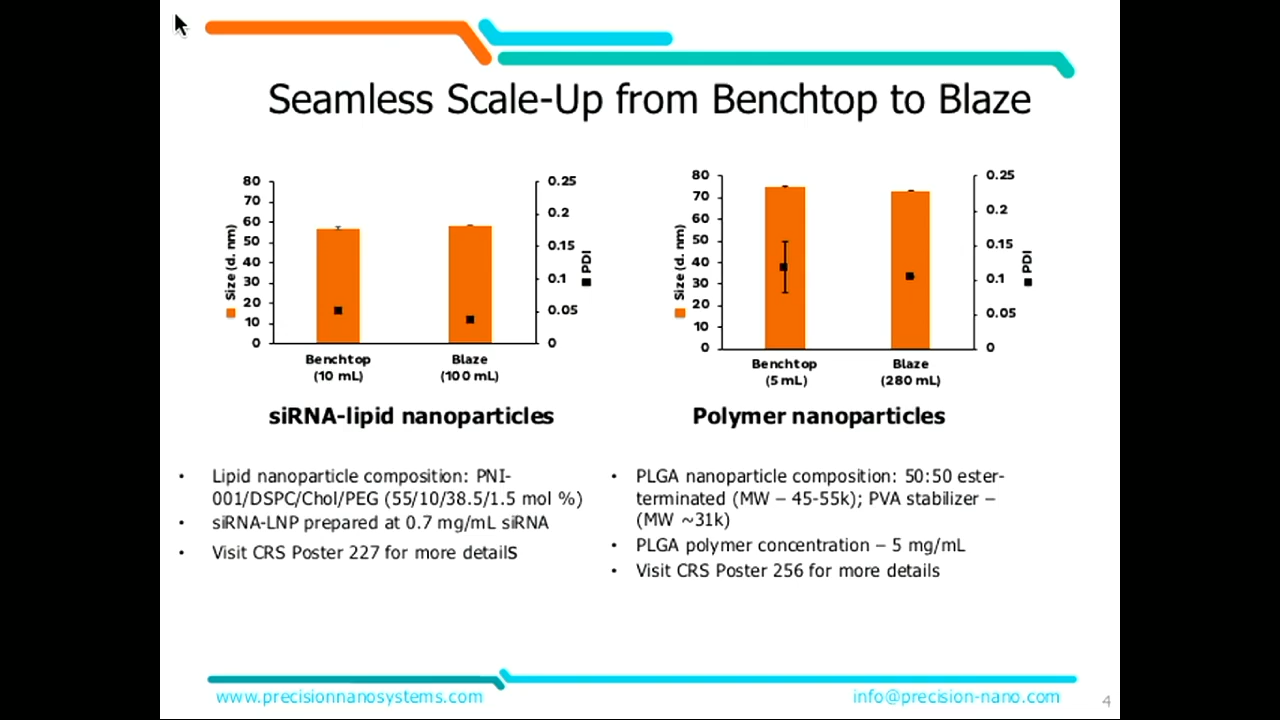 Seamless Scale-Up from Benchtop to Blaze
80
70
60
50
40
30
20
10
0
Size (d. nm)
0.25
0.2
0.15
0.1
0.05
0
PDI
Benchtop
(10 mL)
Blaze
(100 mL)
siRNA-lipid nanoparticles
80
70
60
50
40
30
20
10
0
Size (d. nm)
0.25
0.2
0.15
0.1
0.05
0
PDI
Benchtop
(5 mL)
Blaze
(280 mL)
Polymer nanoparticles
• Lipid nanoparticle composition: PNI-
001/DSPC/Chol/PEG (55/10/38.5/1.5 mol %)
• siRNA-LNP prepared at 0.7 mg/mL siRNA
• Visit CRS Poster 227 for more details
• PLGA nanoparticle composition: 50:50 ester-
terminated (MW – 45-55k); PVA stabilizer –
(MW ~31k)
• PLGA polymer concentration – 5 mg/mL
• Visit CRS Poster 256 for more details
www.precisionnanosystems.com
info@precision-nano.com
4